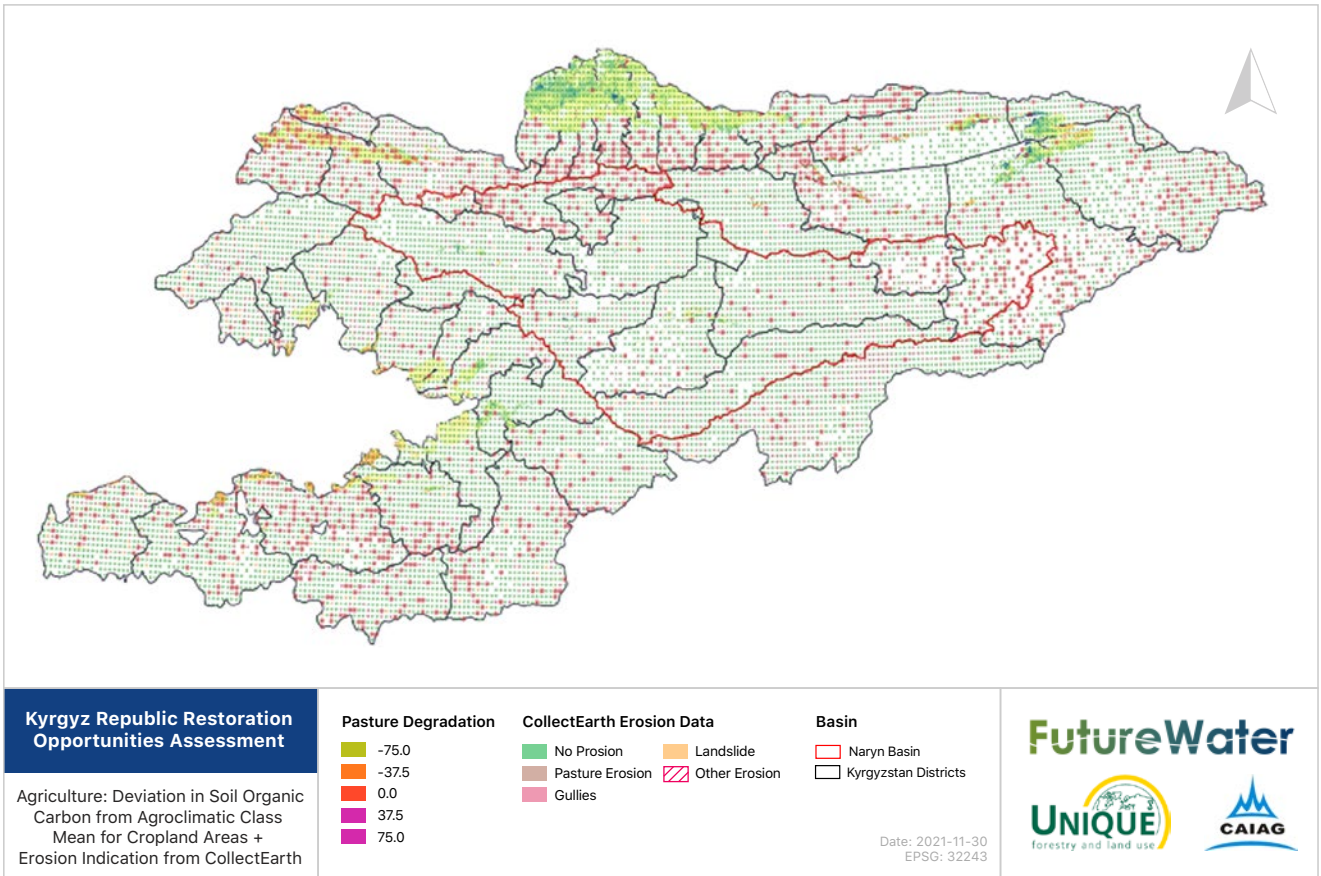 Kyrgyz Republic Restoration
Opportunities Assessment
Agriculture: Deviation in Soil Organic
Carbon from Agroclimatic Class
Mean for Cropland Areas +
Erosion Indication from CollectEarth
Pasture Degradation
-75.0
-37.5
0.0
37.5
75.0
CollectEarth Erosion Data
No Prosion
Pasture Erosion
Gullies
Landslide
Other Erosion
Basin
Naryn Basin
Kyrgyzstan Districts
Date: 2021-11-30
EPSG: 32243
FutureWater
UNIQUE
forestry and land use
CAIAG